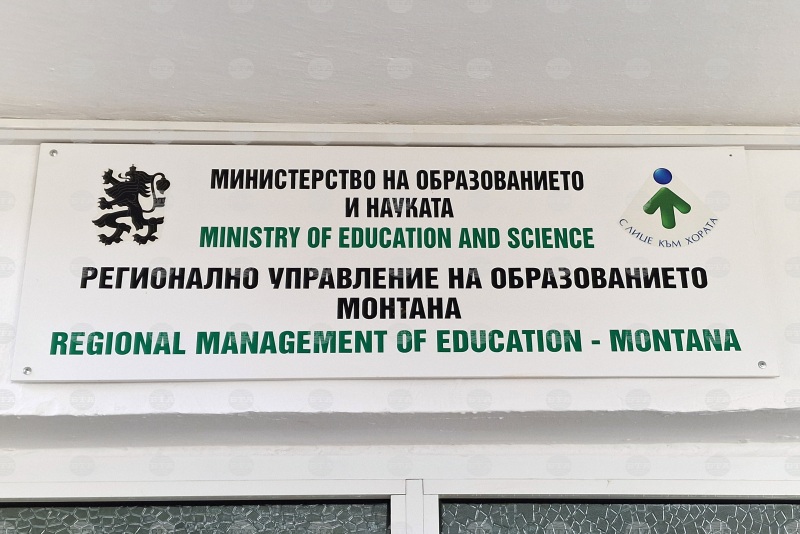 МИНИСТЕРСТВО НА ОБРАЗОВАНИЕТО
И НАУКАТА
MINISTRY OF EDUCATION AND SCIENCE
С ЛИЦЕ КЪМ ХОРАТА
РЕГИОНАЛНО УПРАВЛЕНИЕ НА ОБРАЗОВАНИЕТО
МОНТАНА
REGIONAL MANAGEMENT OF EDUCATION - MONTANA